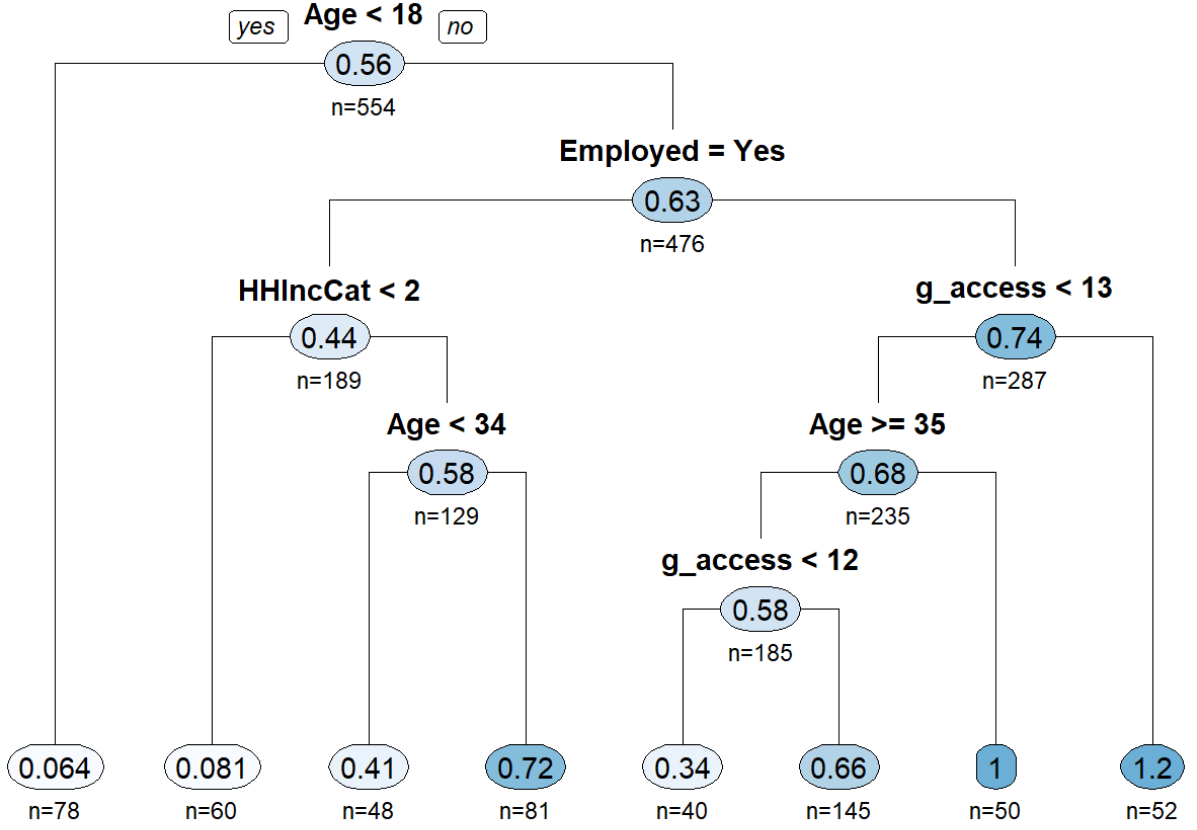 Age < 18
yes
no
0.56
n=554
Employed = Yes
0.63
n=476
HHIncCat < 2
g_access < 13
0.44
0.74
n=189
n=287
Age < 34
Age >= 35
0.58
0.68
n=129
n=235
g_access < 12
0.58
n=185
0.064
0.081
0.41
0.72
0.34
0.66
1
1.2
n=78
n=60
n=48
n=81
n=40
n=145
n=50
n=52